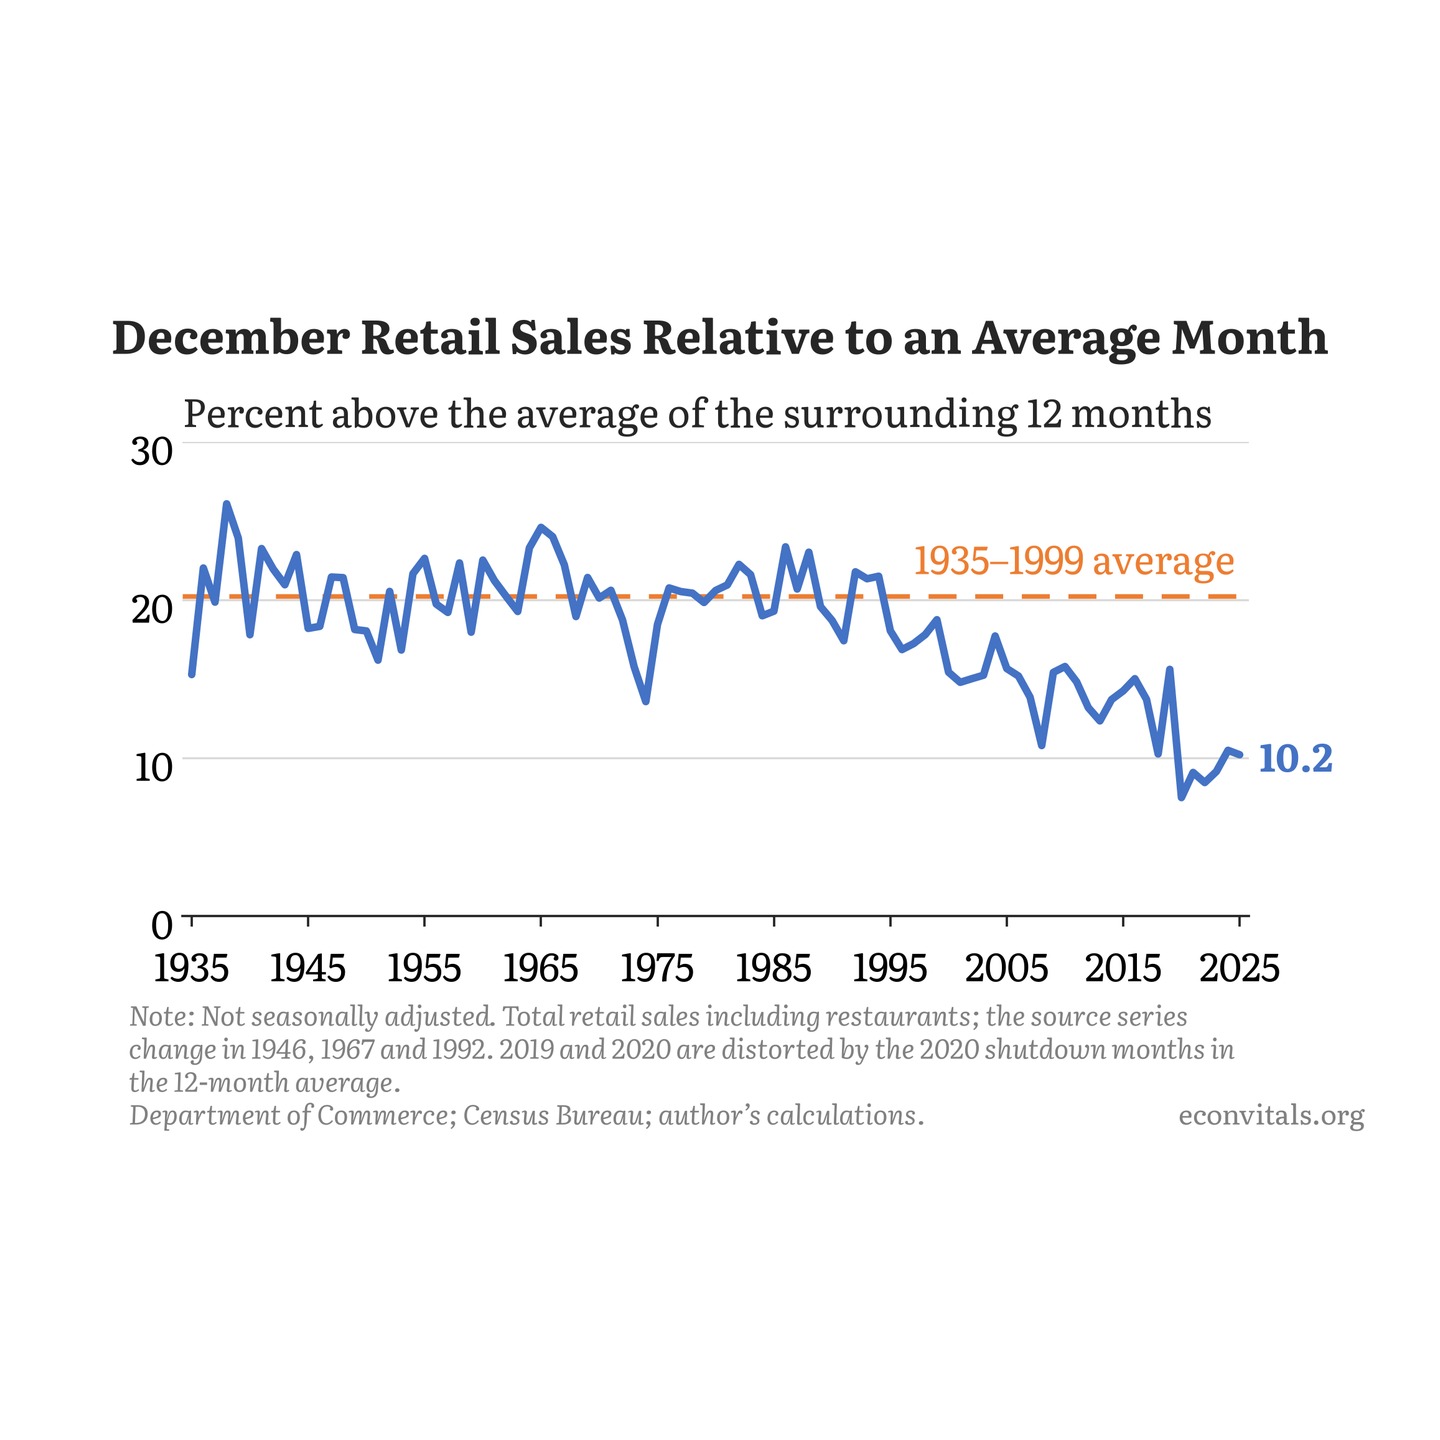 December Retail Sales Relative to an Average Month
Percent above the average of the surrounding 12 months
30
1935–1999 average
20
10
10.2
0
1935 1945 1955 1965 1975 1985 1995 2005 2015 2025
Note: Not seasonally adjusted. Total retail sales including restaurants; the source series
change in 1946, 1967 and 1992. 2019 and 2020 are distorted by the 2020 shutdown months in
the 12-month average.
Department of Commerce; Census Bureau; author’s calculations.
econvitals.org